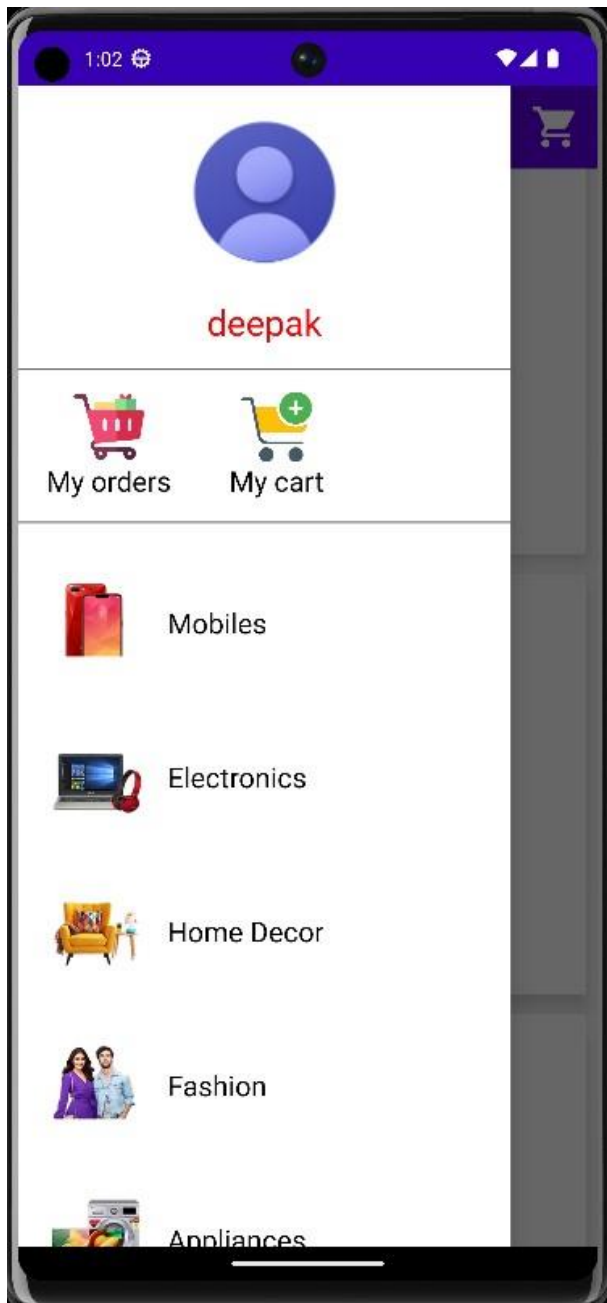 1:02
deepak
My orders My cart
Mobiles
Electronics
Home Decor
Fashion
Appliances